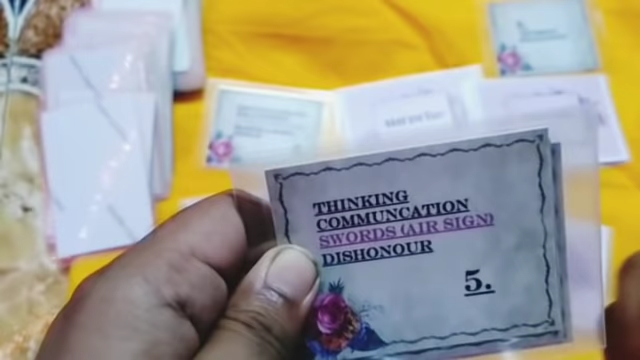 THINKING
COMMUNCATION
SWORDS (AIR SIGN)
DISHONOUR
5.